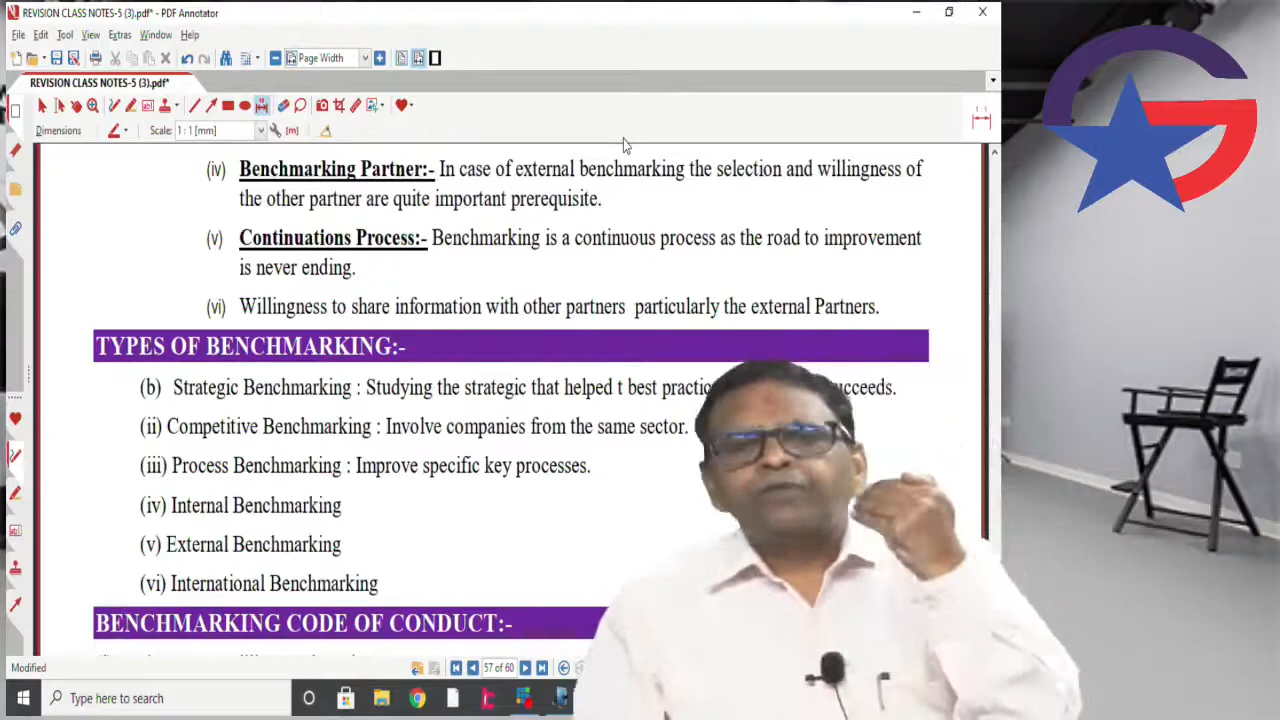 REVISION CLASS NOTES-5 (3).pdf* - PDF Annotator
File Edit Tool View Extras Window Help
Page Width
REVISION CLASS NOTES-5 (3).pdf*
Dimensions Scale: 1 : 1 [mm] (m)
1 : 1
(iv) Benchmarking Partner:- In case of external benchmarking the selection and willingness of
the other partner are quite important prerequisite.
(v) Continuations Process:- Benchmarking is a continuous process as the road to improvement
is never ending.
(vi) Willingness to share information with other partners particularly the external Partners.
TYPES OF BENCHMARKING:-
(b) Strategic Benchmarking : Studying the strategic that helped t best
(ii) Competitive Benchmarking : Involve companies from the same sector.
(iii) Process Benchmarking : Improve specific key processes.
(iv) Internal Benchmarking
(v) External Benchmarking
(vi) International Benchmarking
BENCHMARKING CODE OF CONDUCT:-
Modified 57 of 60
Type here to search